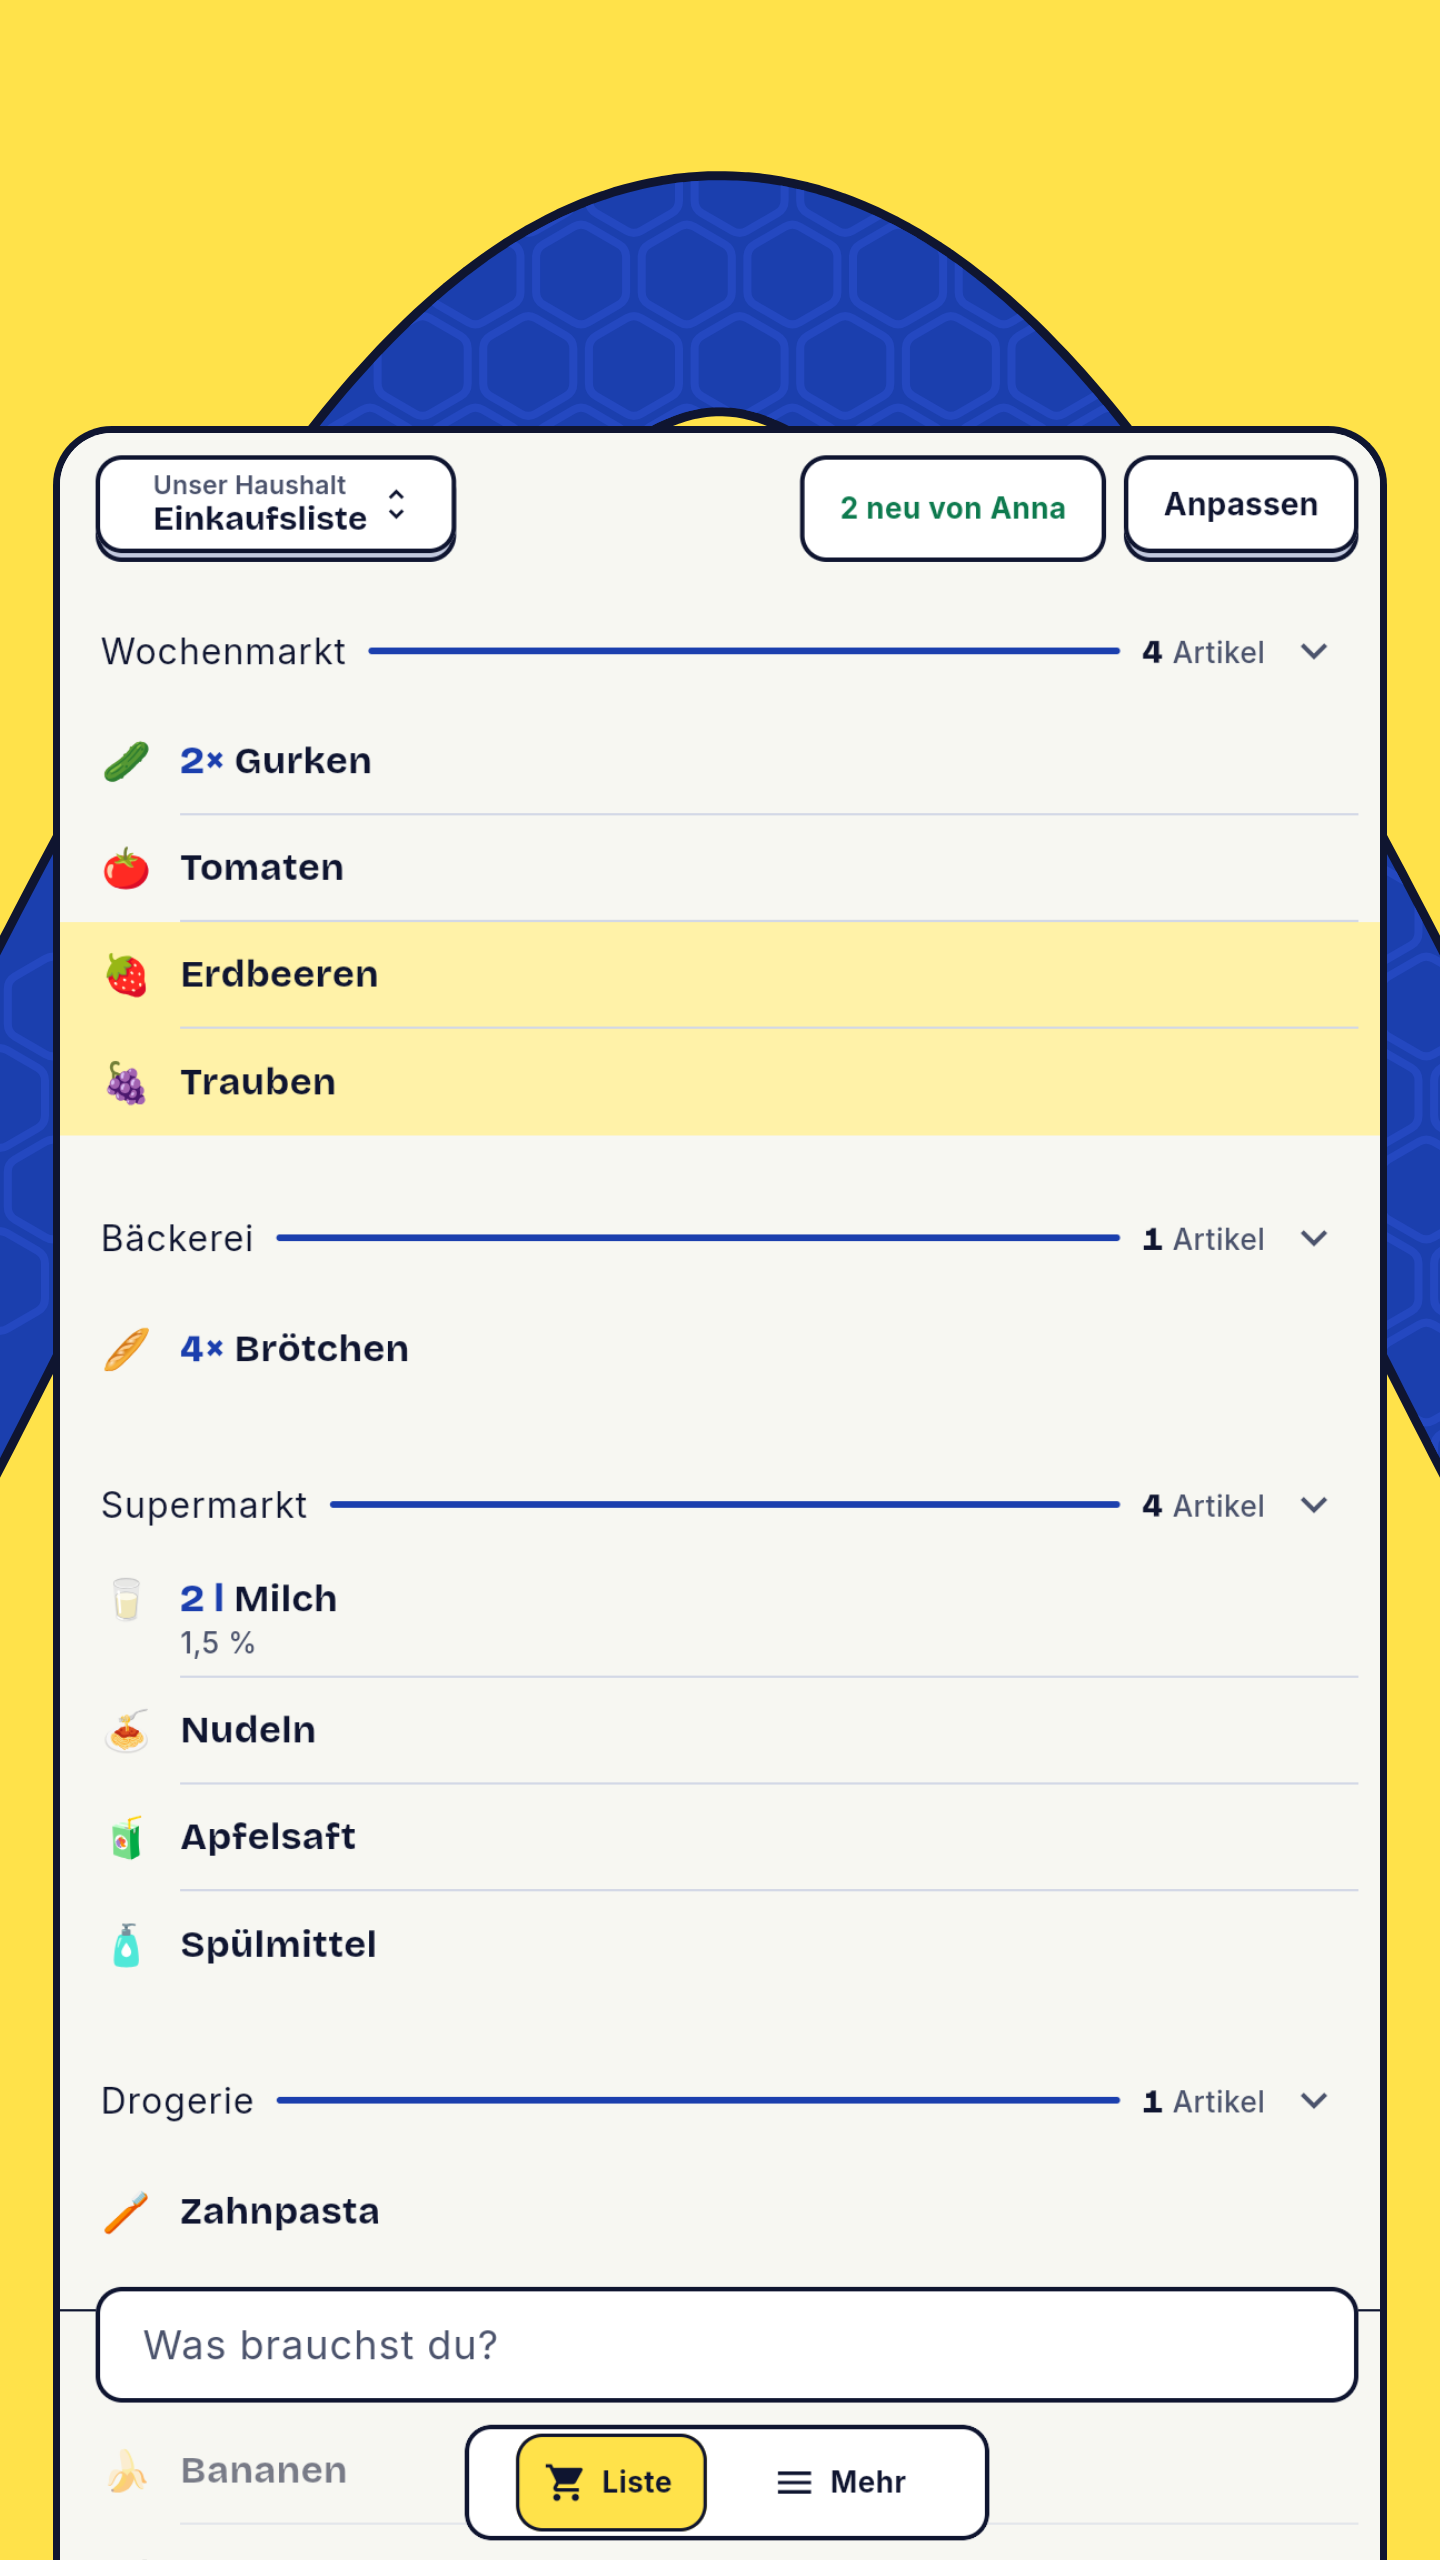 Unser Haushalt
Einkaufsliste
2 neu von Anna
Anpassen
Wochenmarkt 4 Artikel
2× Gurken
Tomaten
Erdbeeren
Trauben
Bäckerei 1 Artikel
4× Brötchen
Supermarkt 4 Artikel
2 l Milch
1,5 %
Nudeln
Apfelsaft
Spülmittel
Drogerie 1 Artikel
Zahnpasta
Was brauchst du?
Bananen
Liste
Mehr